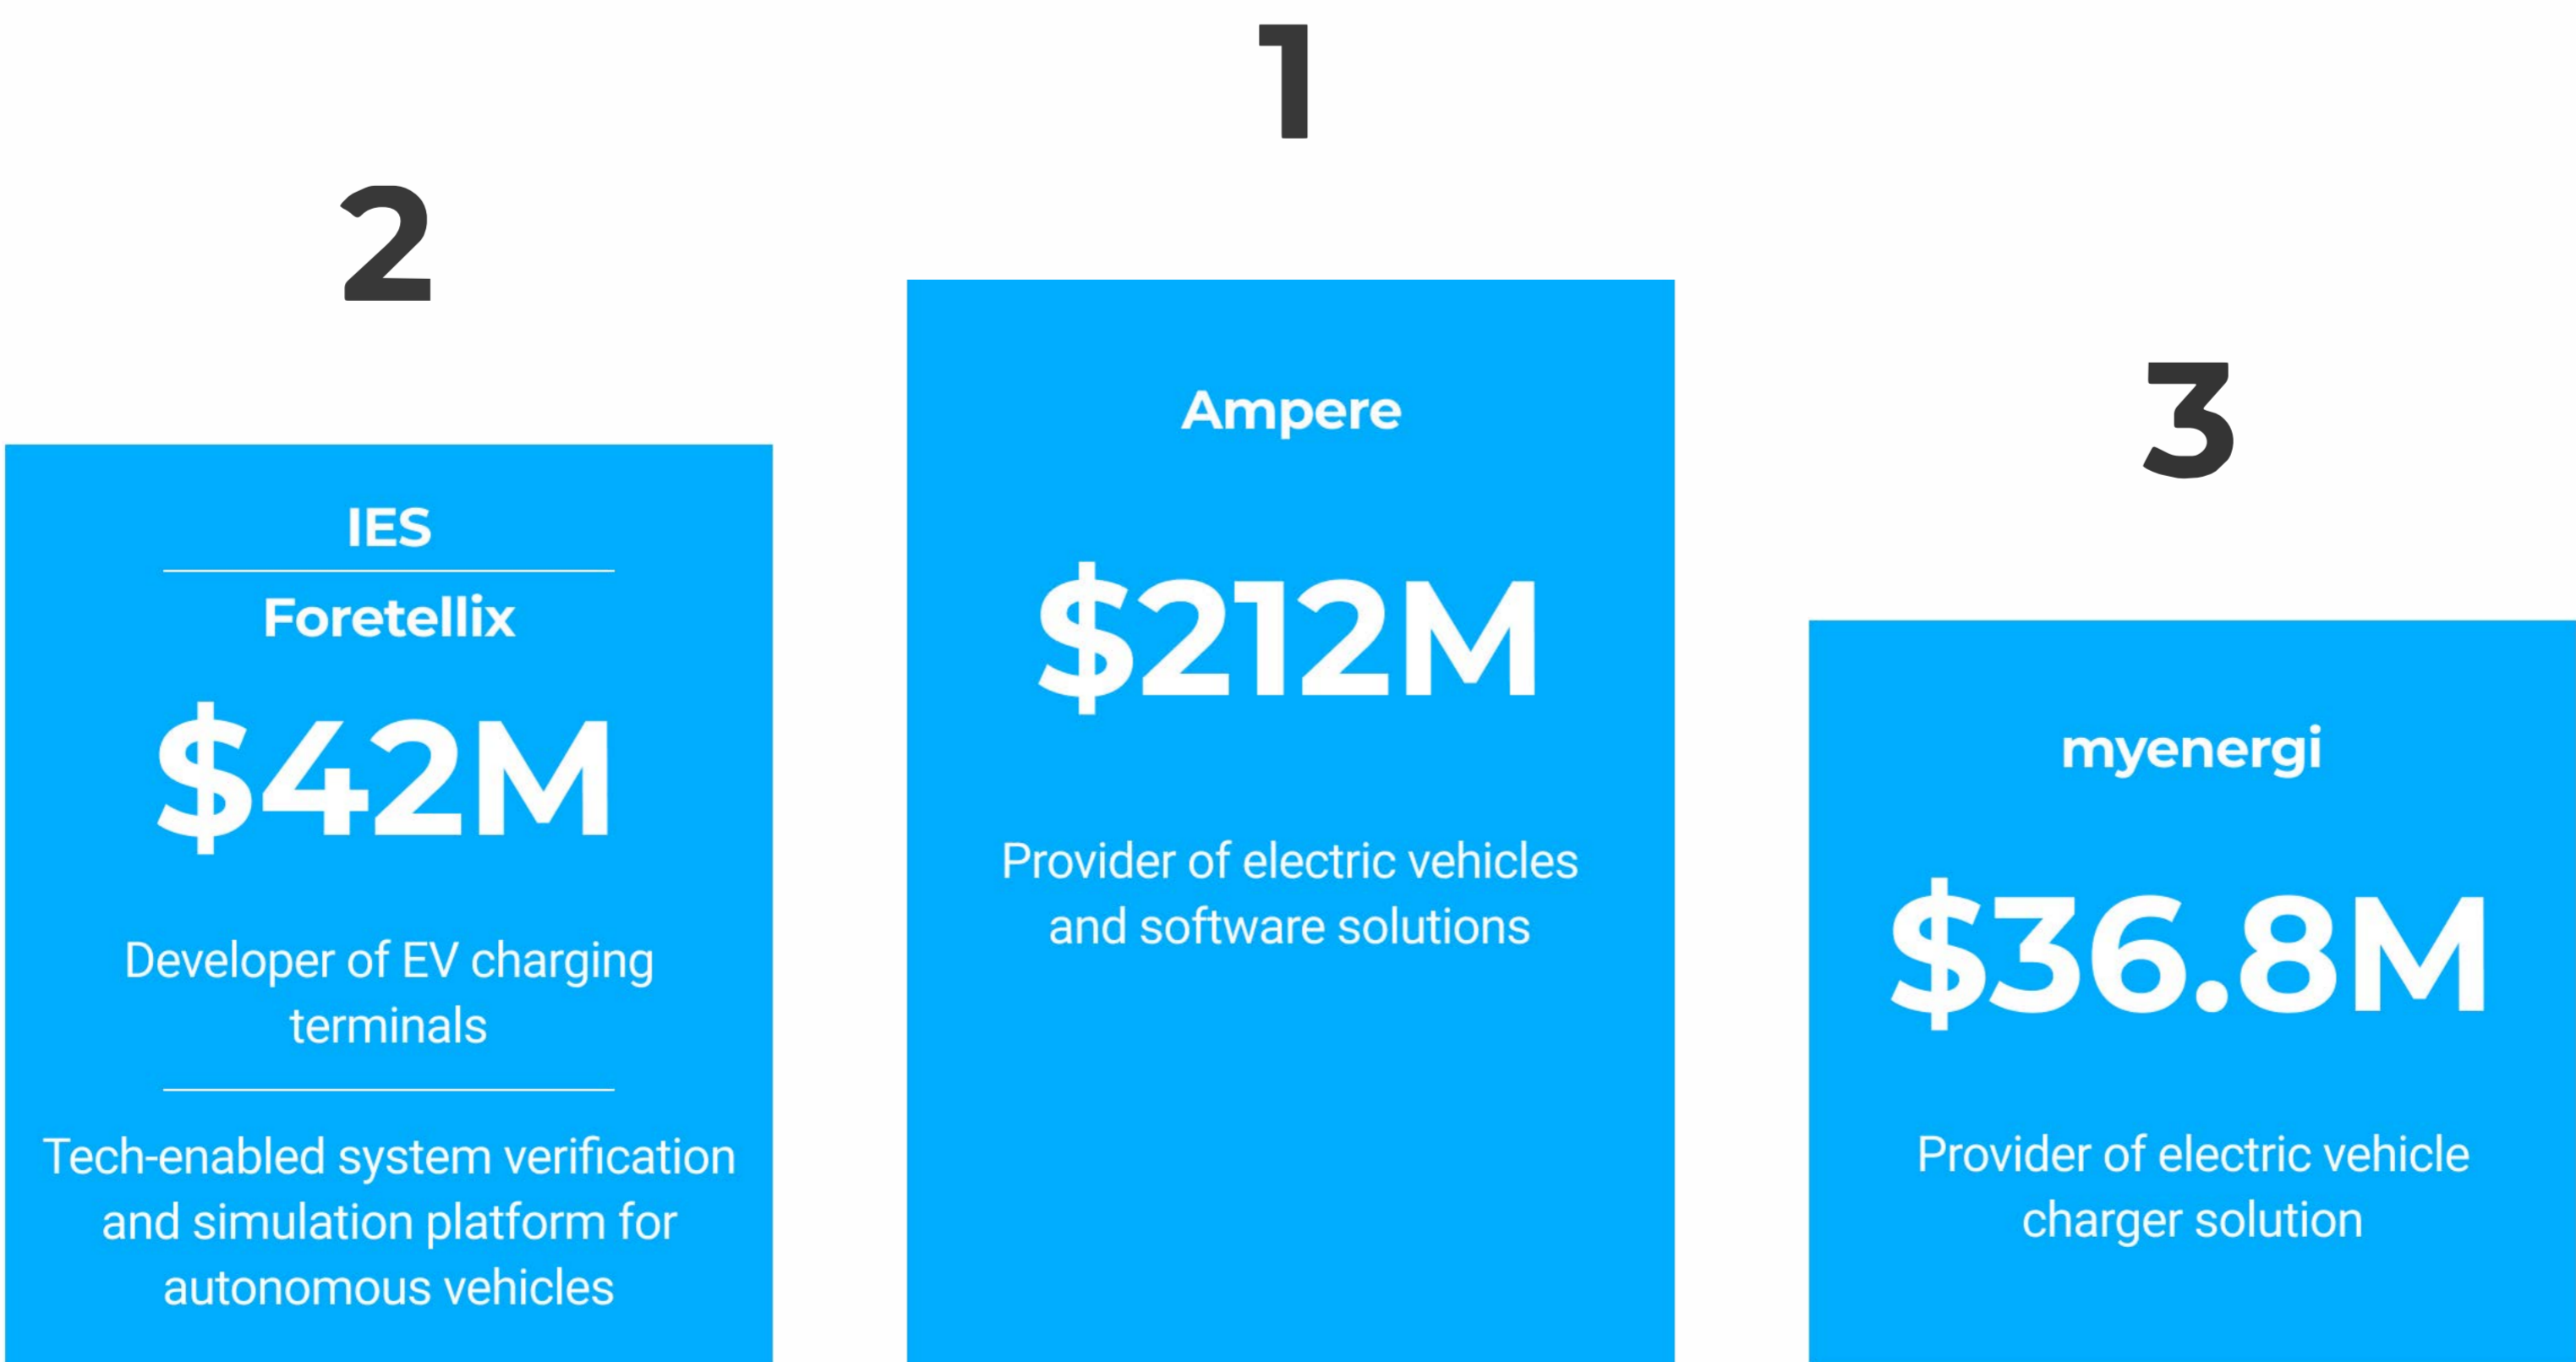 2
IES
Foretellix
$42M
Developer of EV charging
terminals
Tech-enabled system verification
and simulation platform for
autonomous vehicles
1
Ampere
$212M
Provider of electric vehicles
and software solutions
3
myenergi
$36.8M
Provider of electric vehicle
charger solution